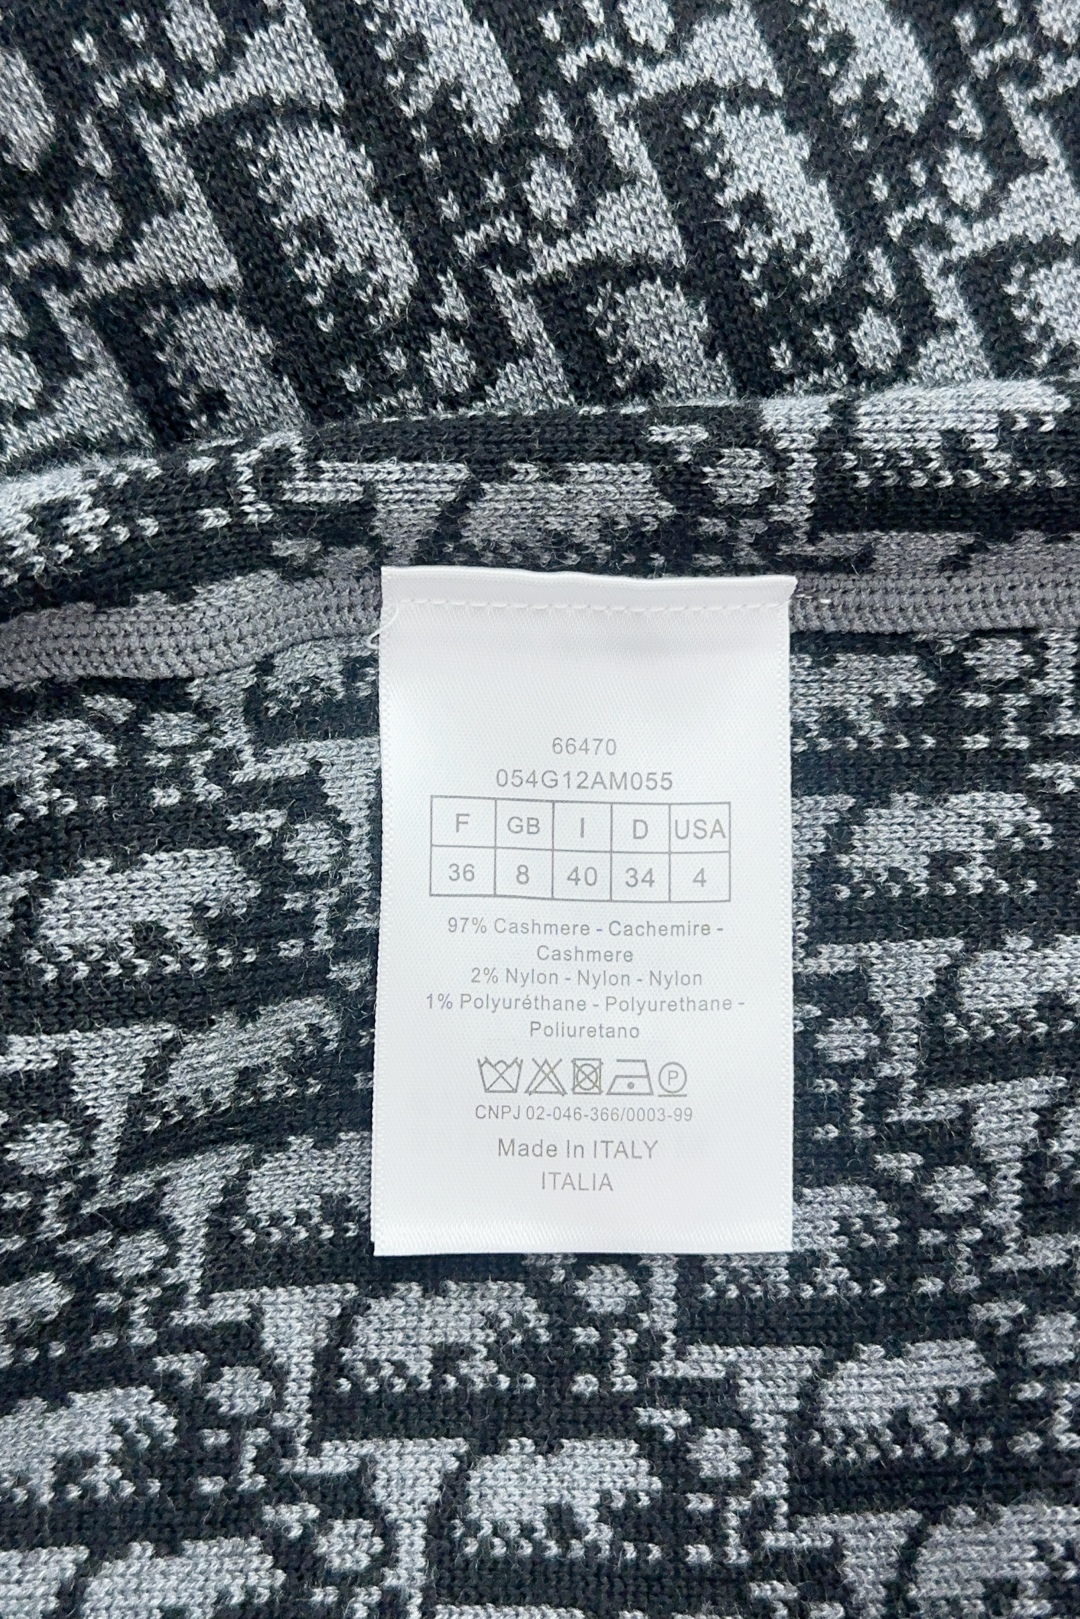 66470
054G12AM055
F GB I D USA
36 8 40 34 4
97% Cashmere - Cachemire -
Cashmere
2% Nylon - Nylon - Nylon
1% Polyuréthane - Polyurethane -
Poliuretano
P
CNPJ 02-046-366/0003-99
Made In ITALY
ITALIA